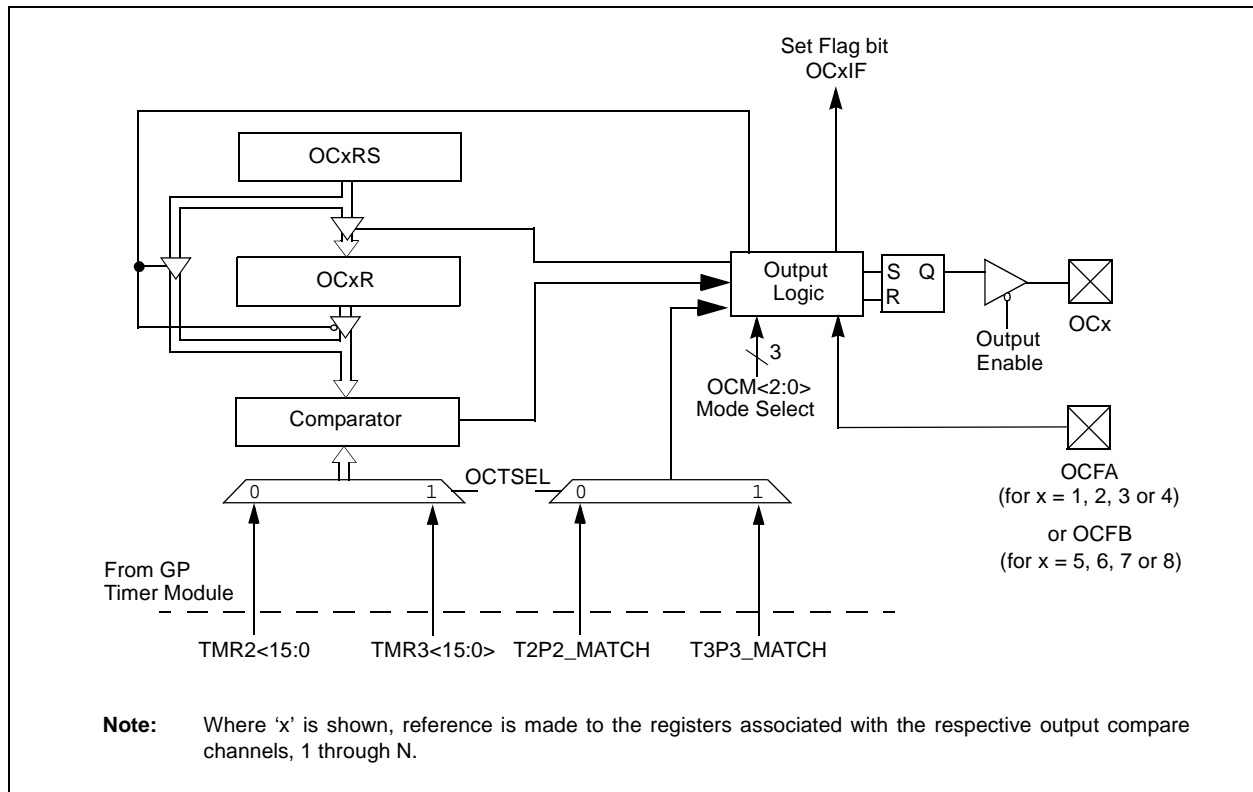 Set Flag bit
OCxIF
OCxRS
OCxR
Output
Logic
S Q
R
OCx
Output
Enable
3
OCM<2:0>
Mode Select
Comparator
OCTSEL
0 1
0 1
OCFA
(for x = 1, 2, 3 or 4)
or OCFB
(for x = 5, 6, 7 or 8)
From GP
Timer Module
TMR2<15:0 TMR3<15:0> T2P2_MATCH T3P3_MATCH
Note: Where ‘x’ is shown, reference is made to the registers associated with the respective output compare
channels, 1 through N.